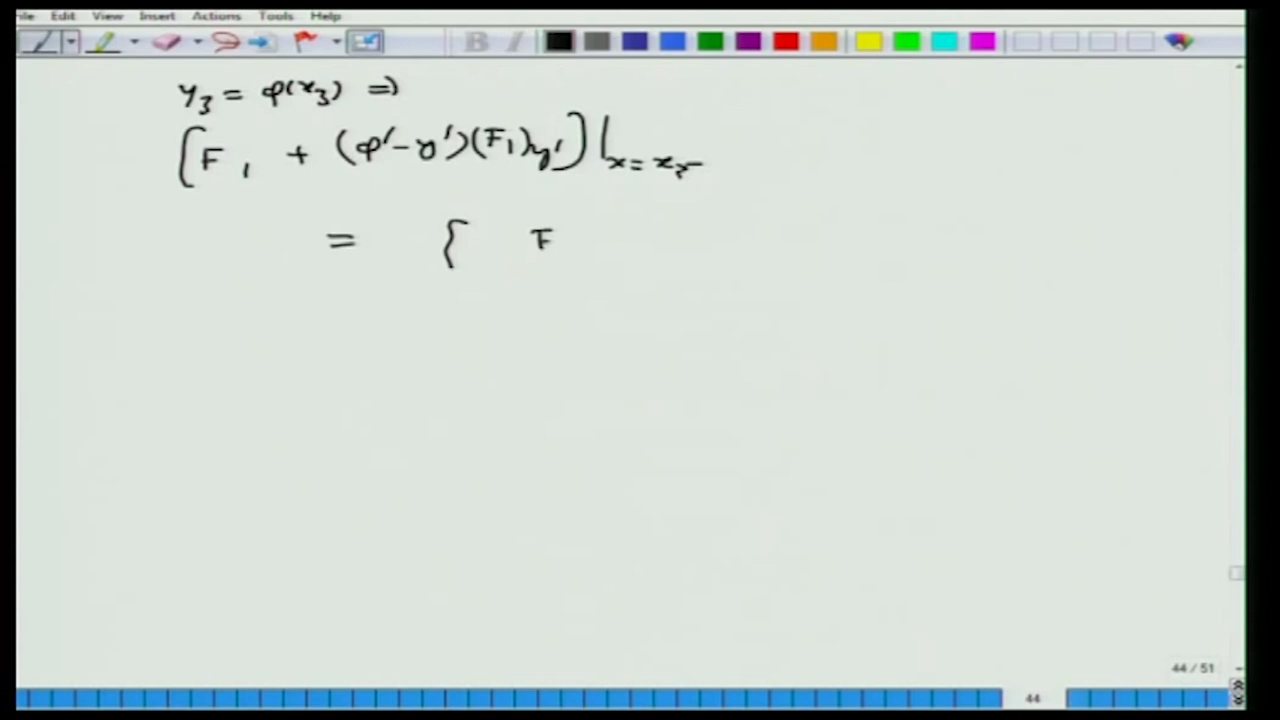 File Edit View Insert Actions Tools Help
y₃ = φ(x₃) ⇒
[F₁ + (φ' - y')(F₁)y']|x = x₃-
= { F
44 / 51
44